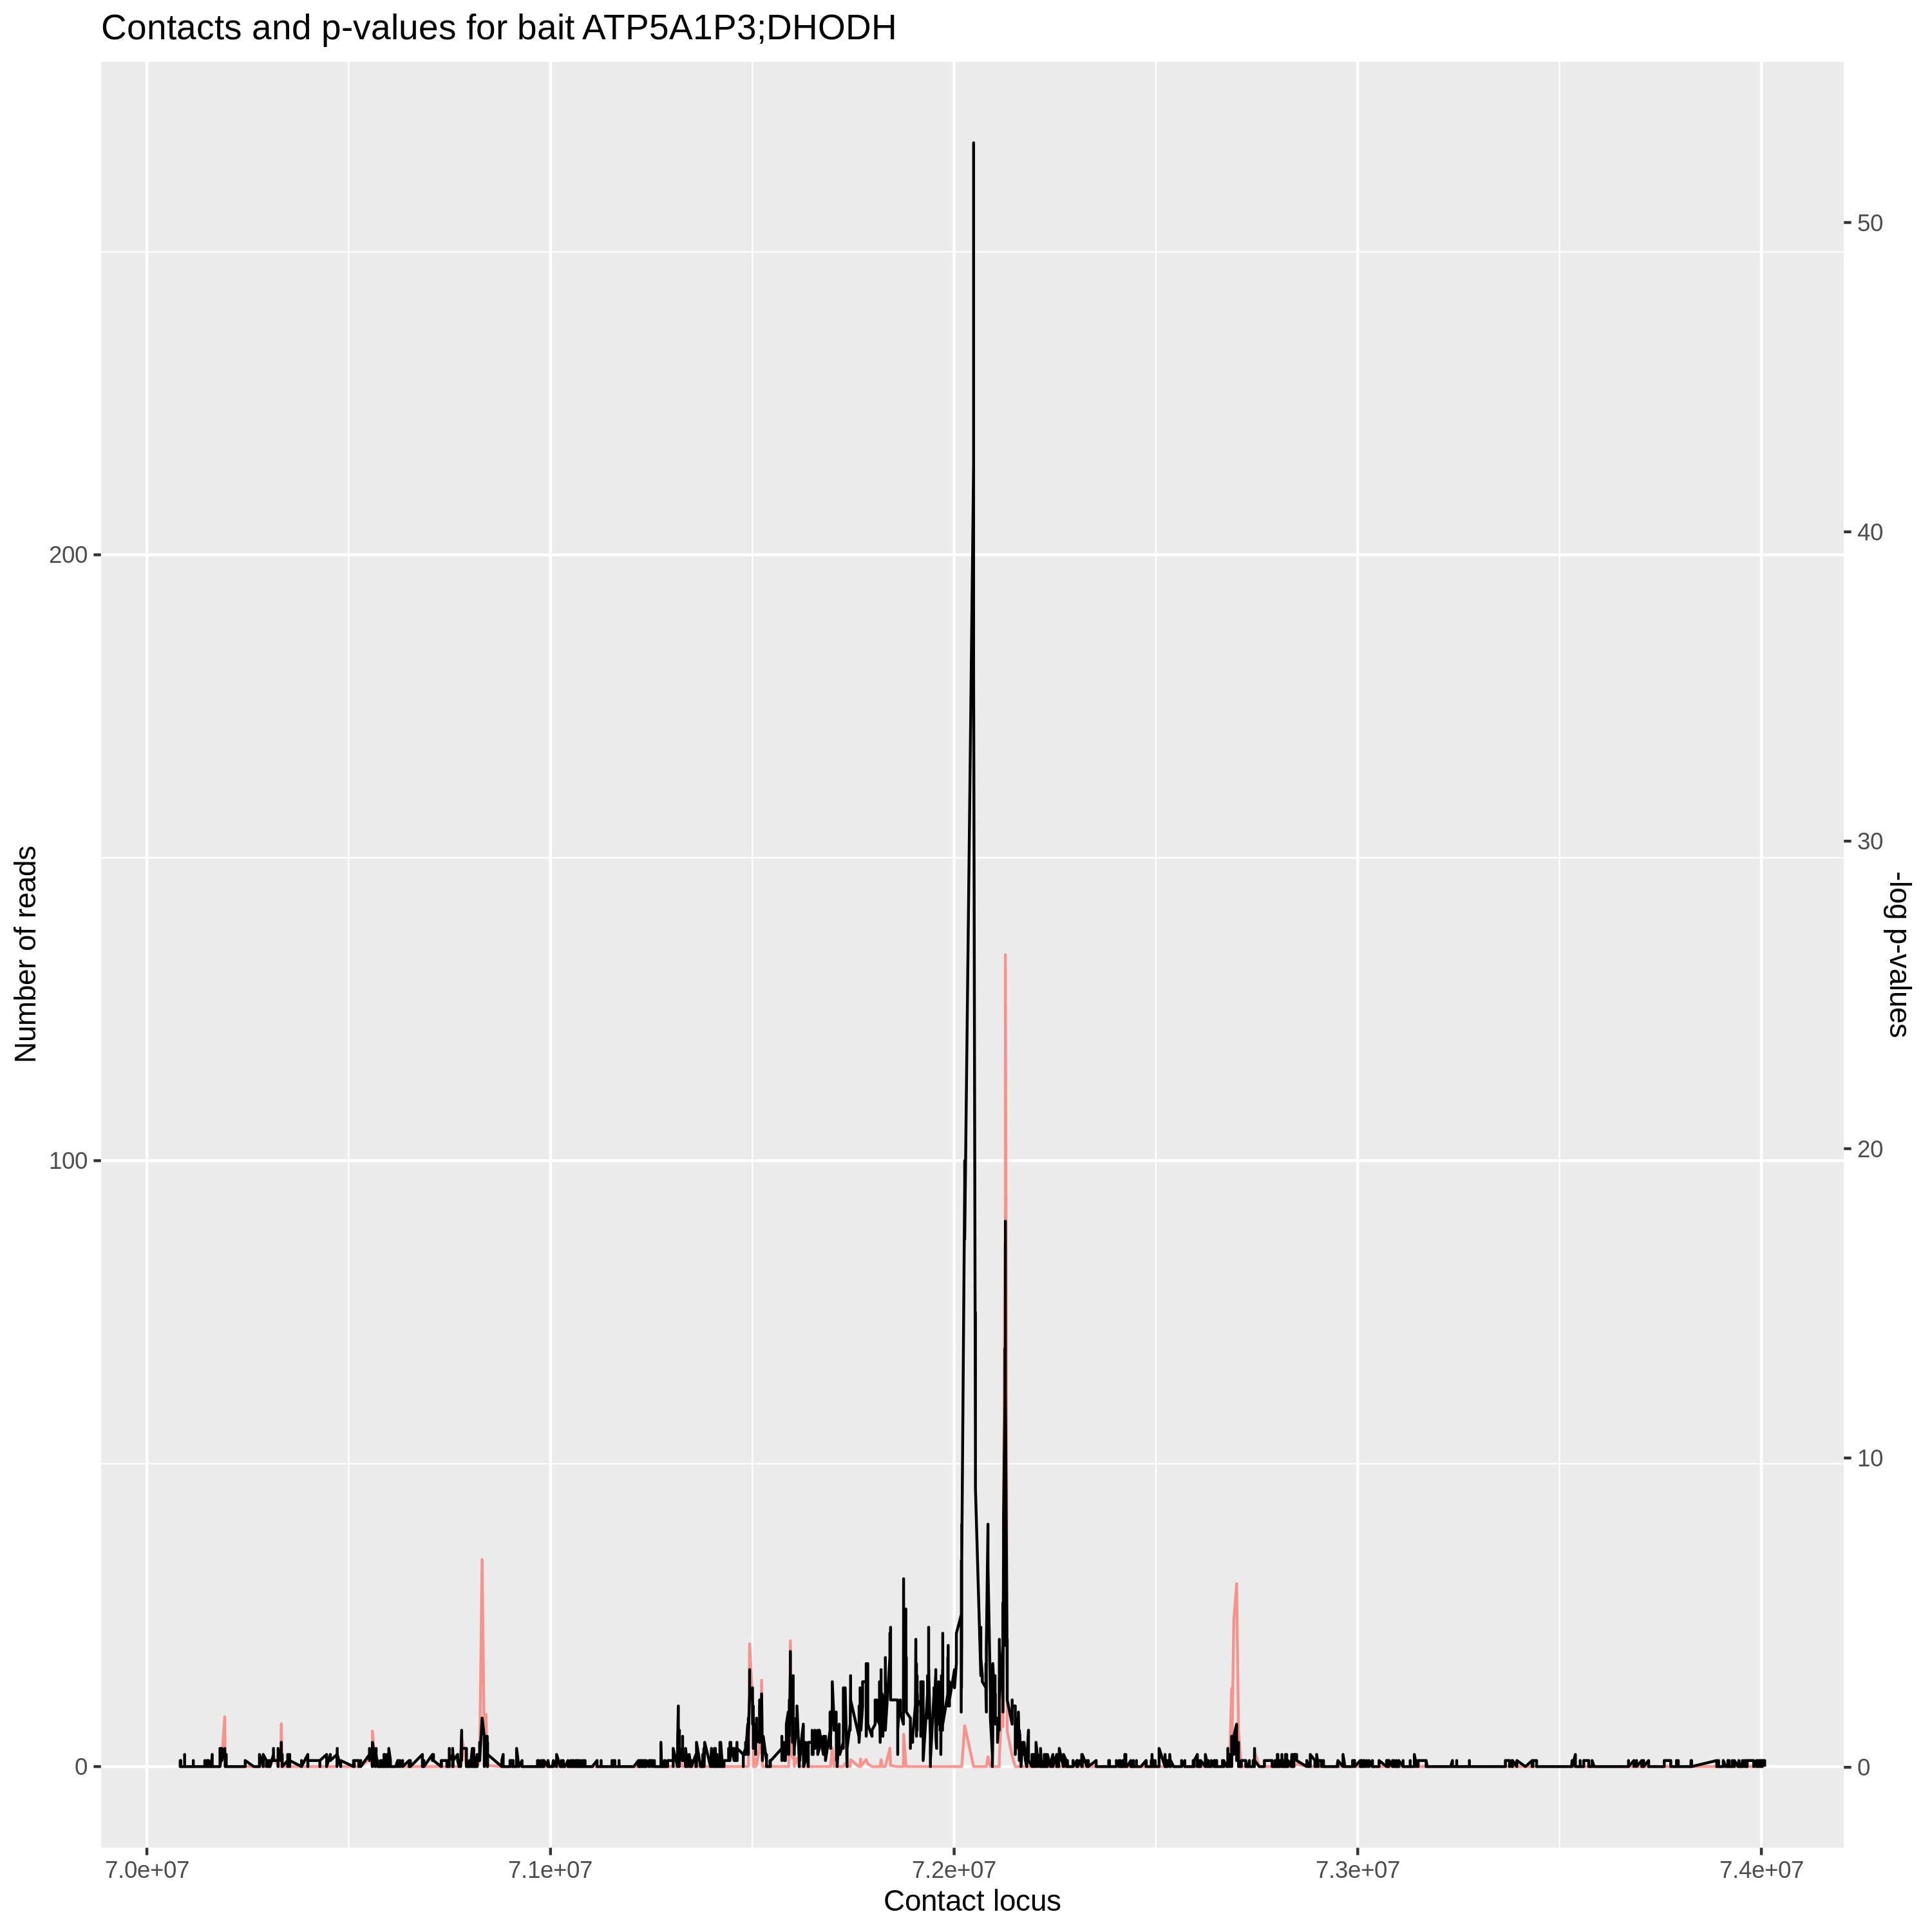 Contacts and p-values for bait ATP5A1P3;DHODH
Number of reads
200
100
0
50
40
30
20
10
0
-log p-values
7.0e+07
7.1e+07
7.2e+07
7.3e+07
7.4e+07
Contact locus